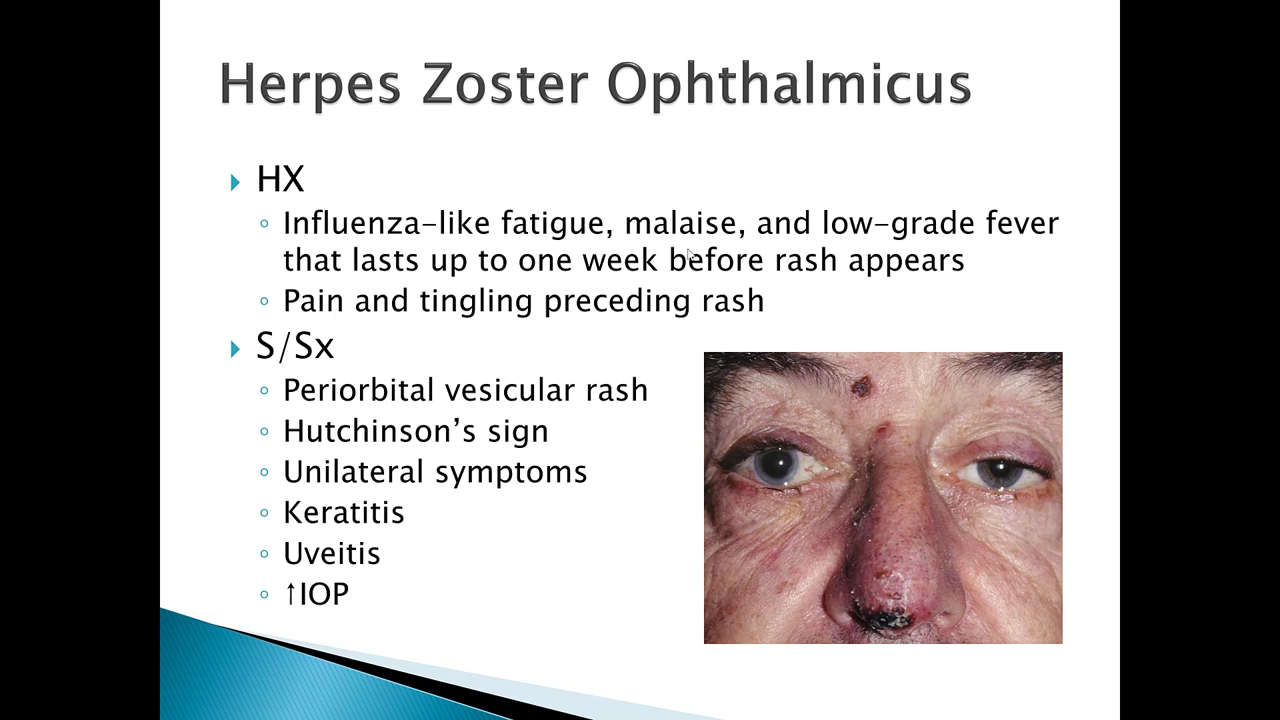 Herpes Zoster Ophthalmicus
HX
Influenza-like fatigue, malaise, and low-grade fever
that lasts up to one week before rash appears
Pain and tingling preceding rash
S/Sx
Periorbital vesicular rash
Hutchinson’s sign
Unilateral symptoms
Keratitis
Uveitis
↑IOP